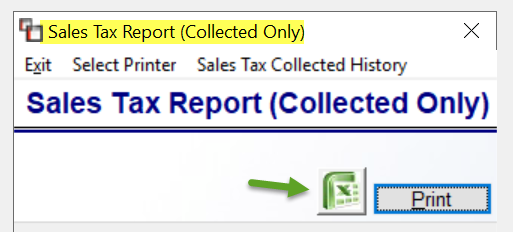 Sales Tax Report (Collected Only)
Exit Select Printer Sales Tax Collected History
Sales Tax Report (Collected Only)
Print